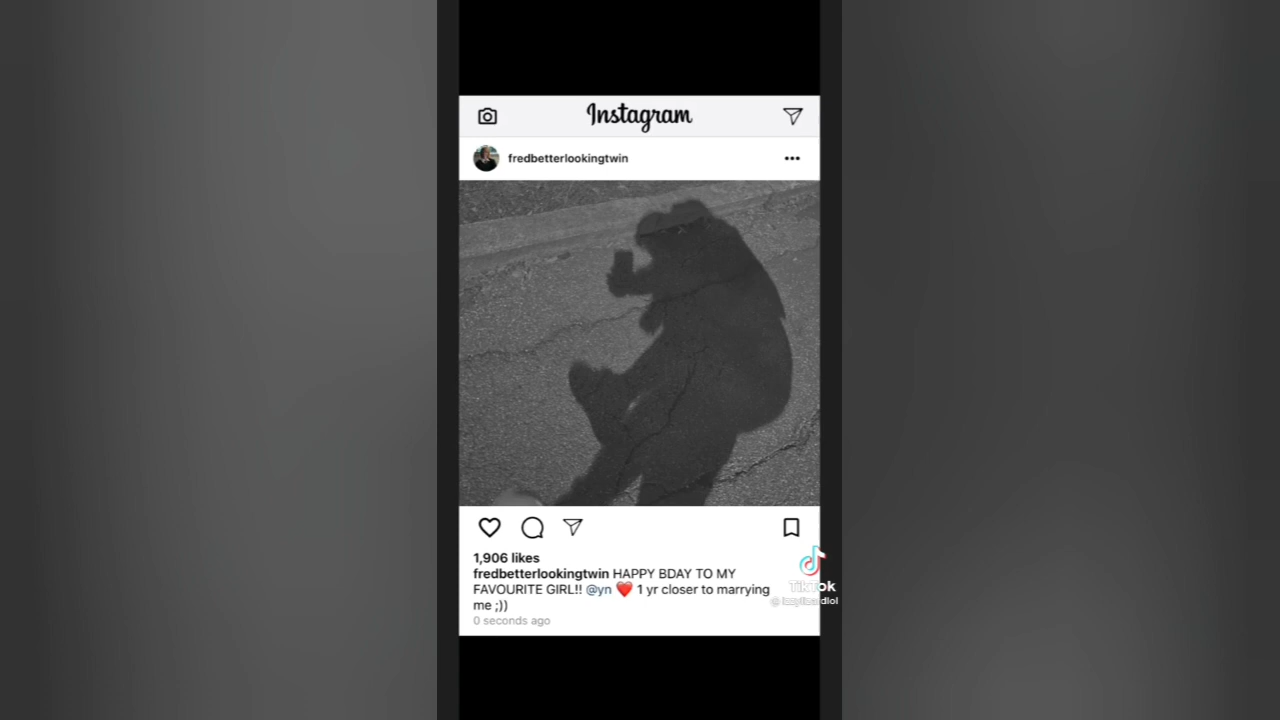 Instagram
fredbetterlookingtwin
1,906 likes
fredbetterlookingtwin HAPPY BDAY TO MY
FAVOURITE GIRL!! @yn ❤️ 1 yr closer to marrying
me ;))
0 seconds ago
TikTok